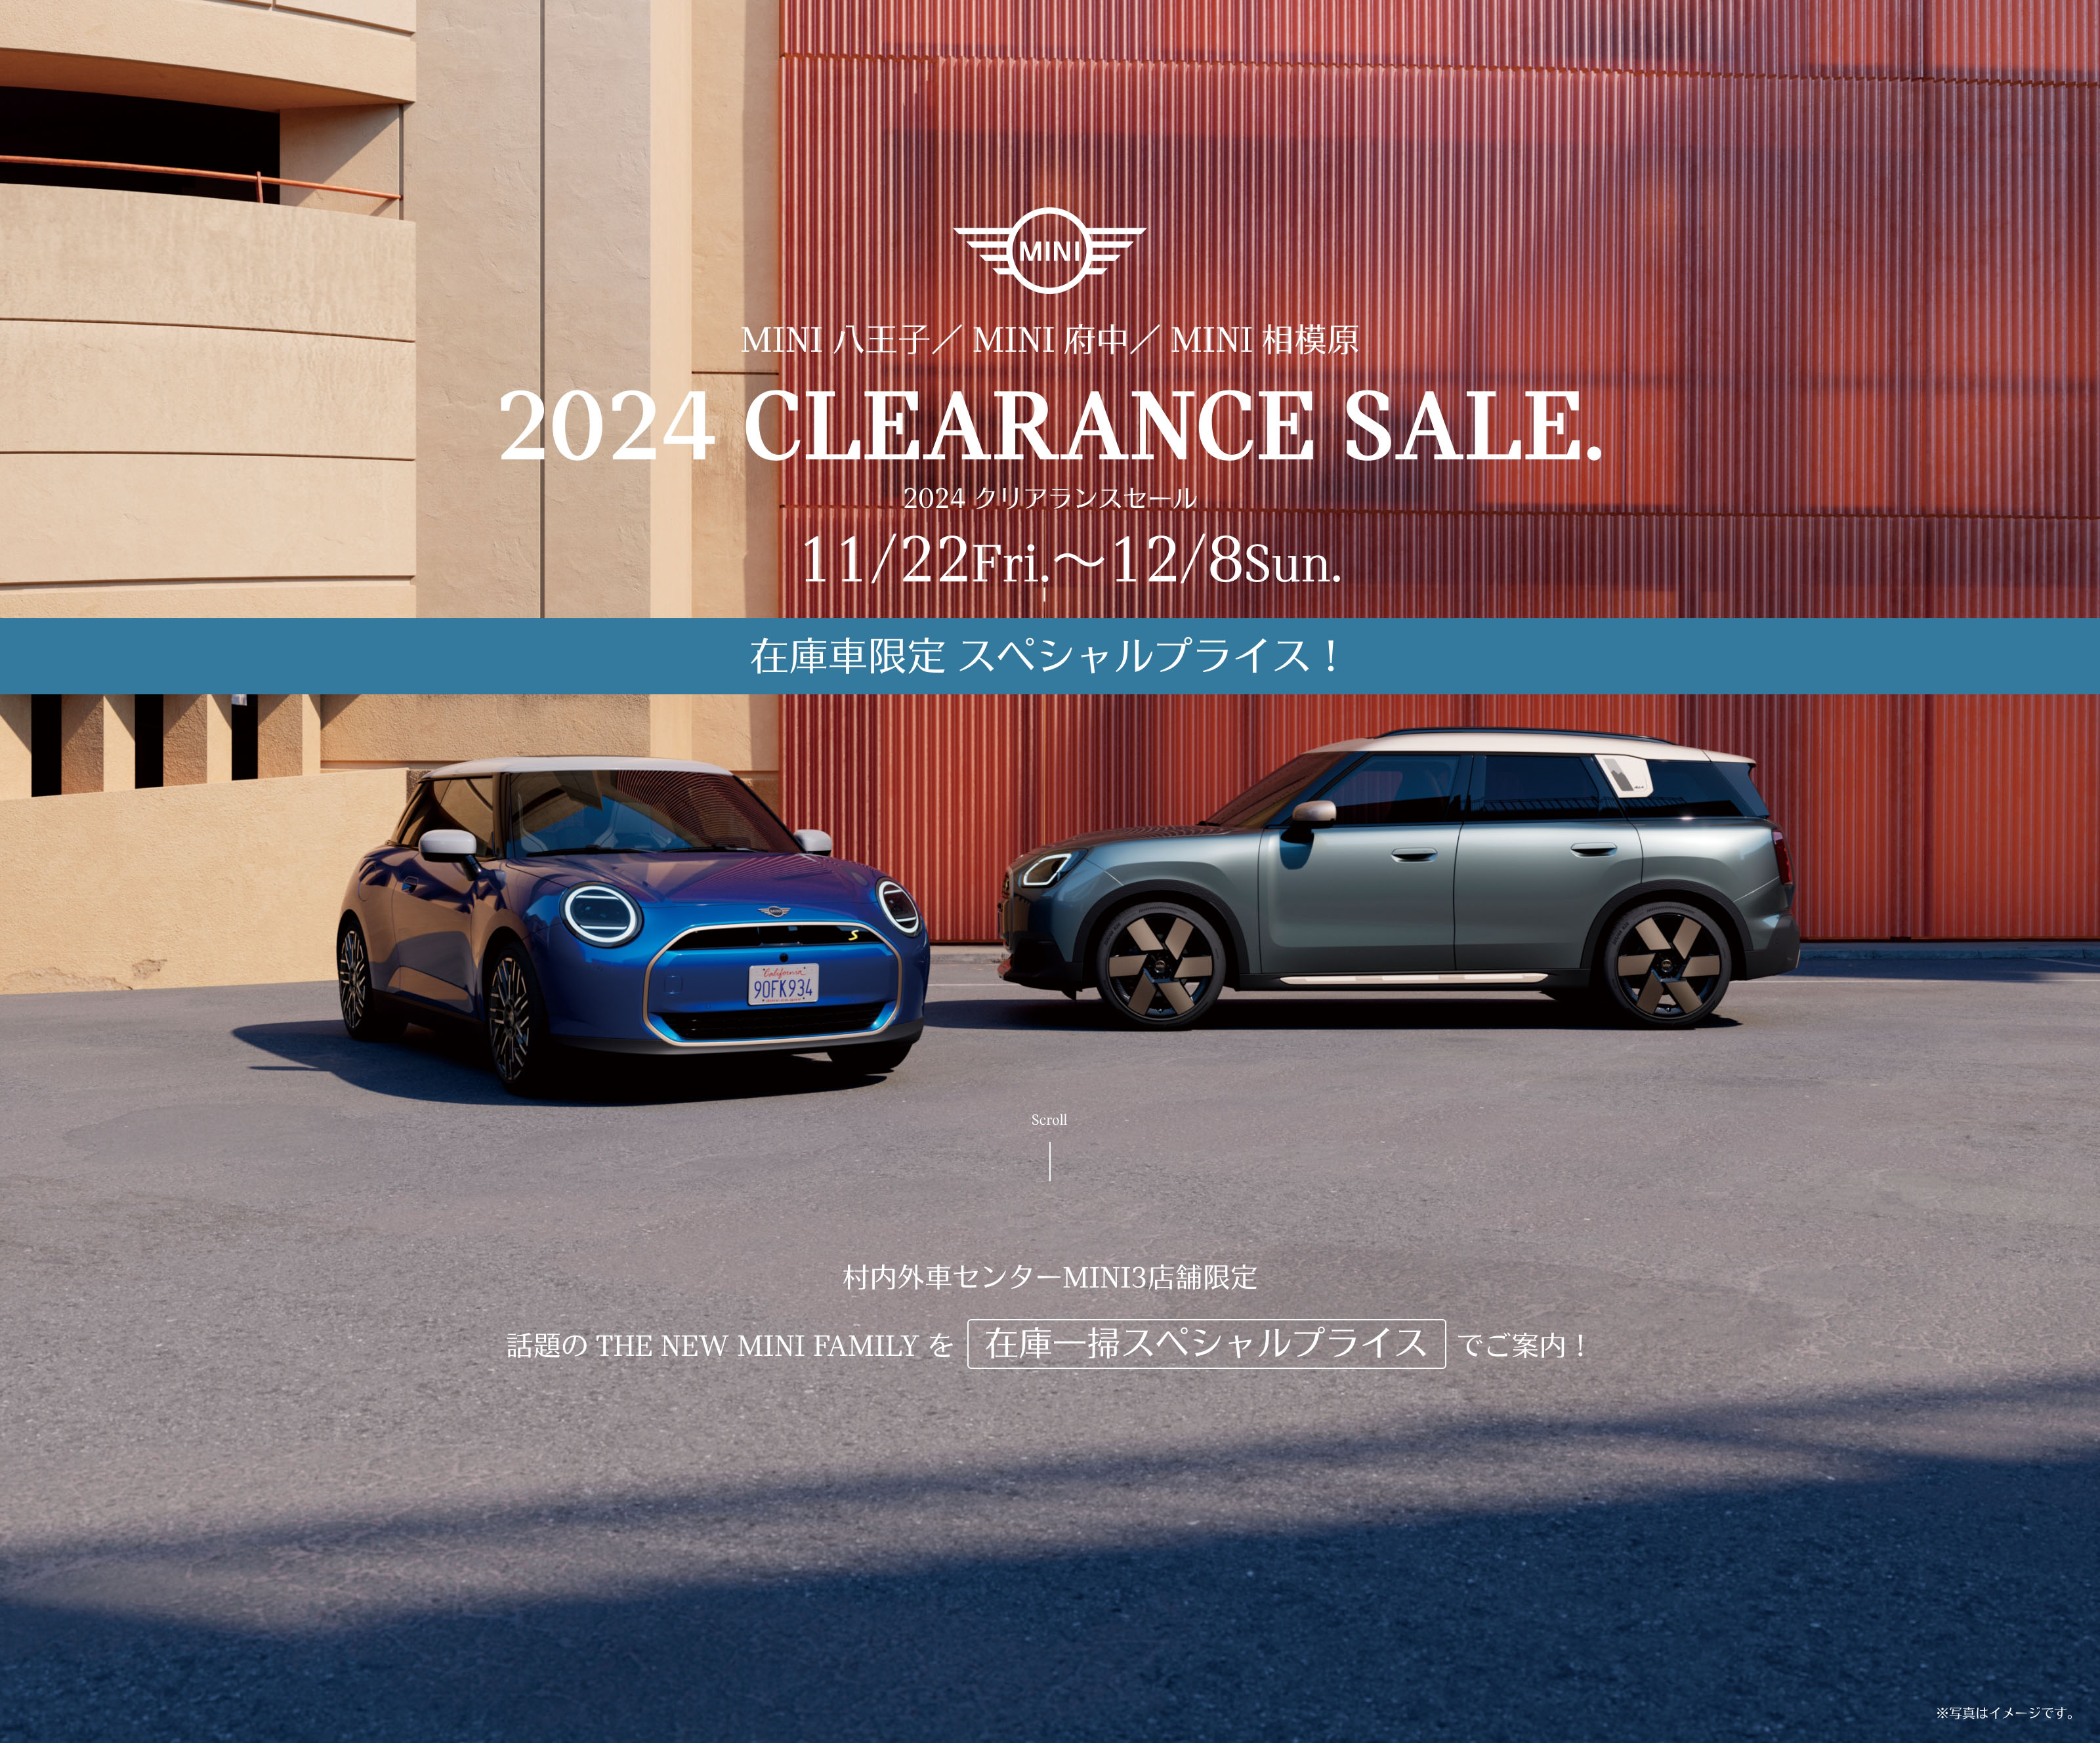 MINI
MINI 八王子／ MINI 府中／ MINI 相模原
2024 CLEARANCE SALE.
2024 クリアランスセール
11/22Fri.～12/8Sun.
在庫車限定 スペシャルプライス！
S
California
90FK934
Scroll
村内外車センターMINI3店舗限定
話題の THE NEW MINI FAMILY を 在庫一掃スペシャルプライス でご案内！
※写真はイメージです。